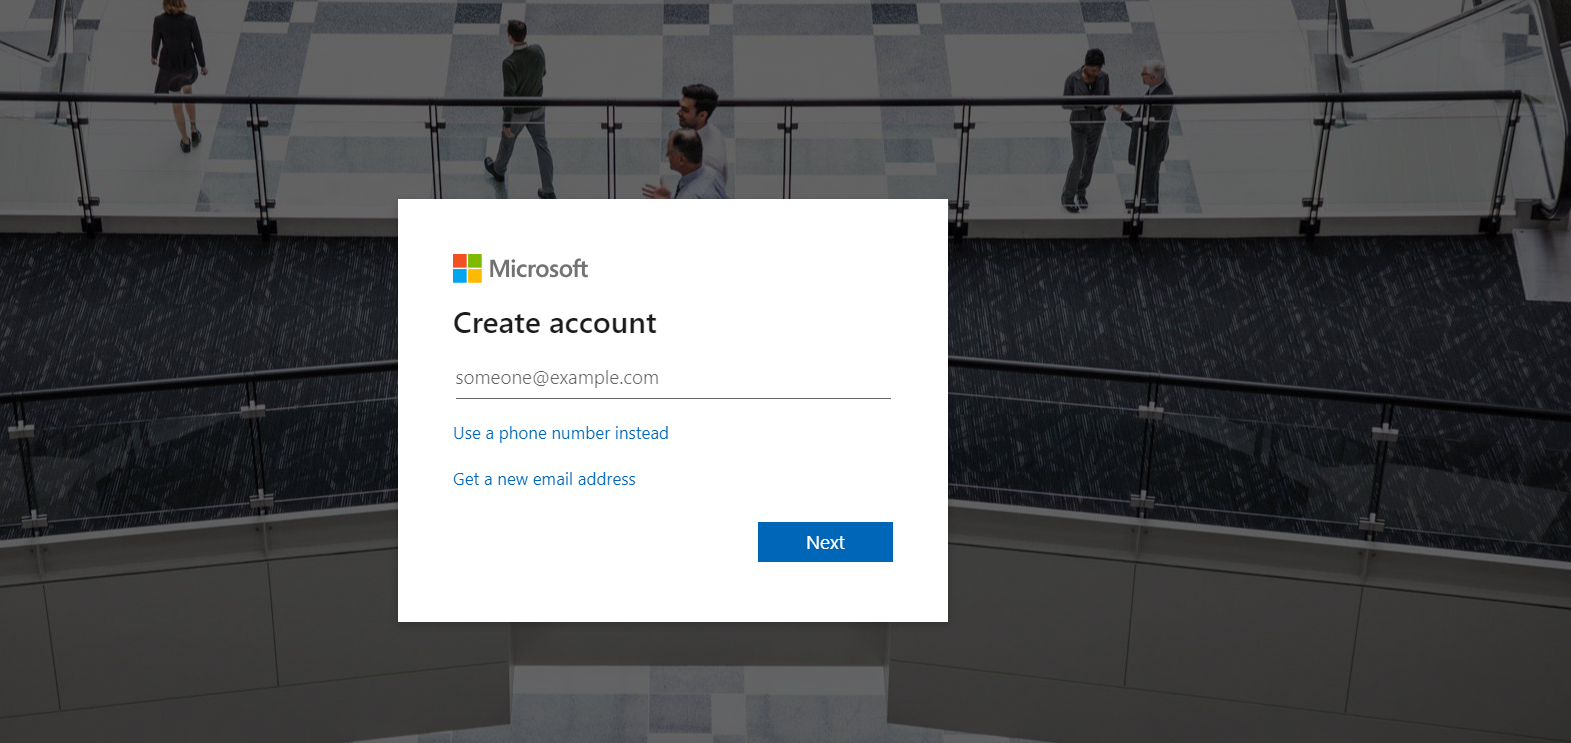 Microsoft
Create account
someone@example.com
Use a phone number instead
Get a new email address
Next